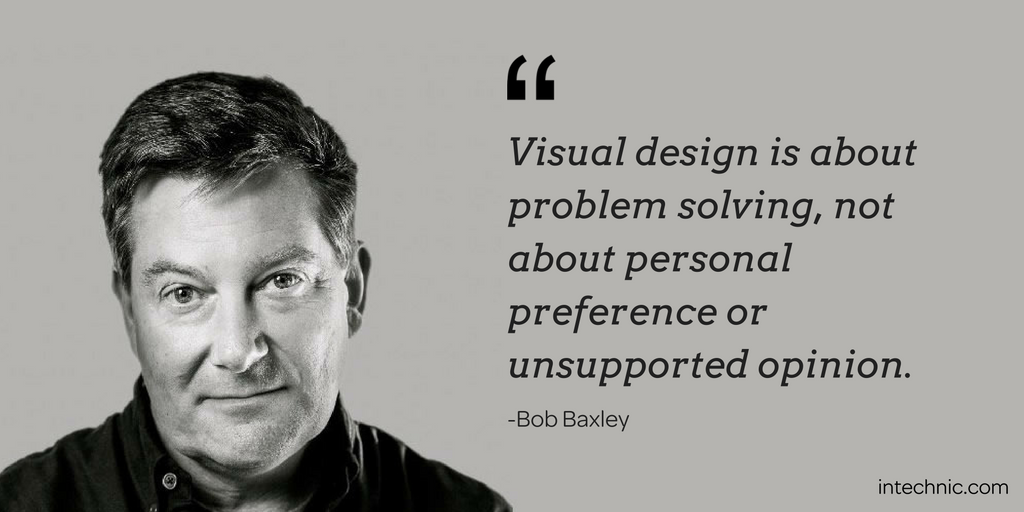 “
Visual design is about
problem solving, not
about personal
preference or
unsupported opinion.
-Bob Baxley
intechnic.com